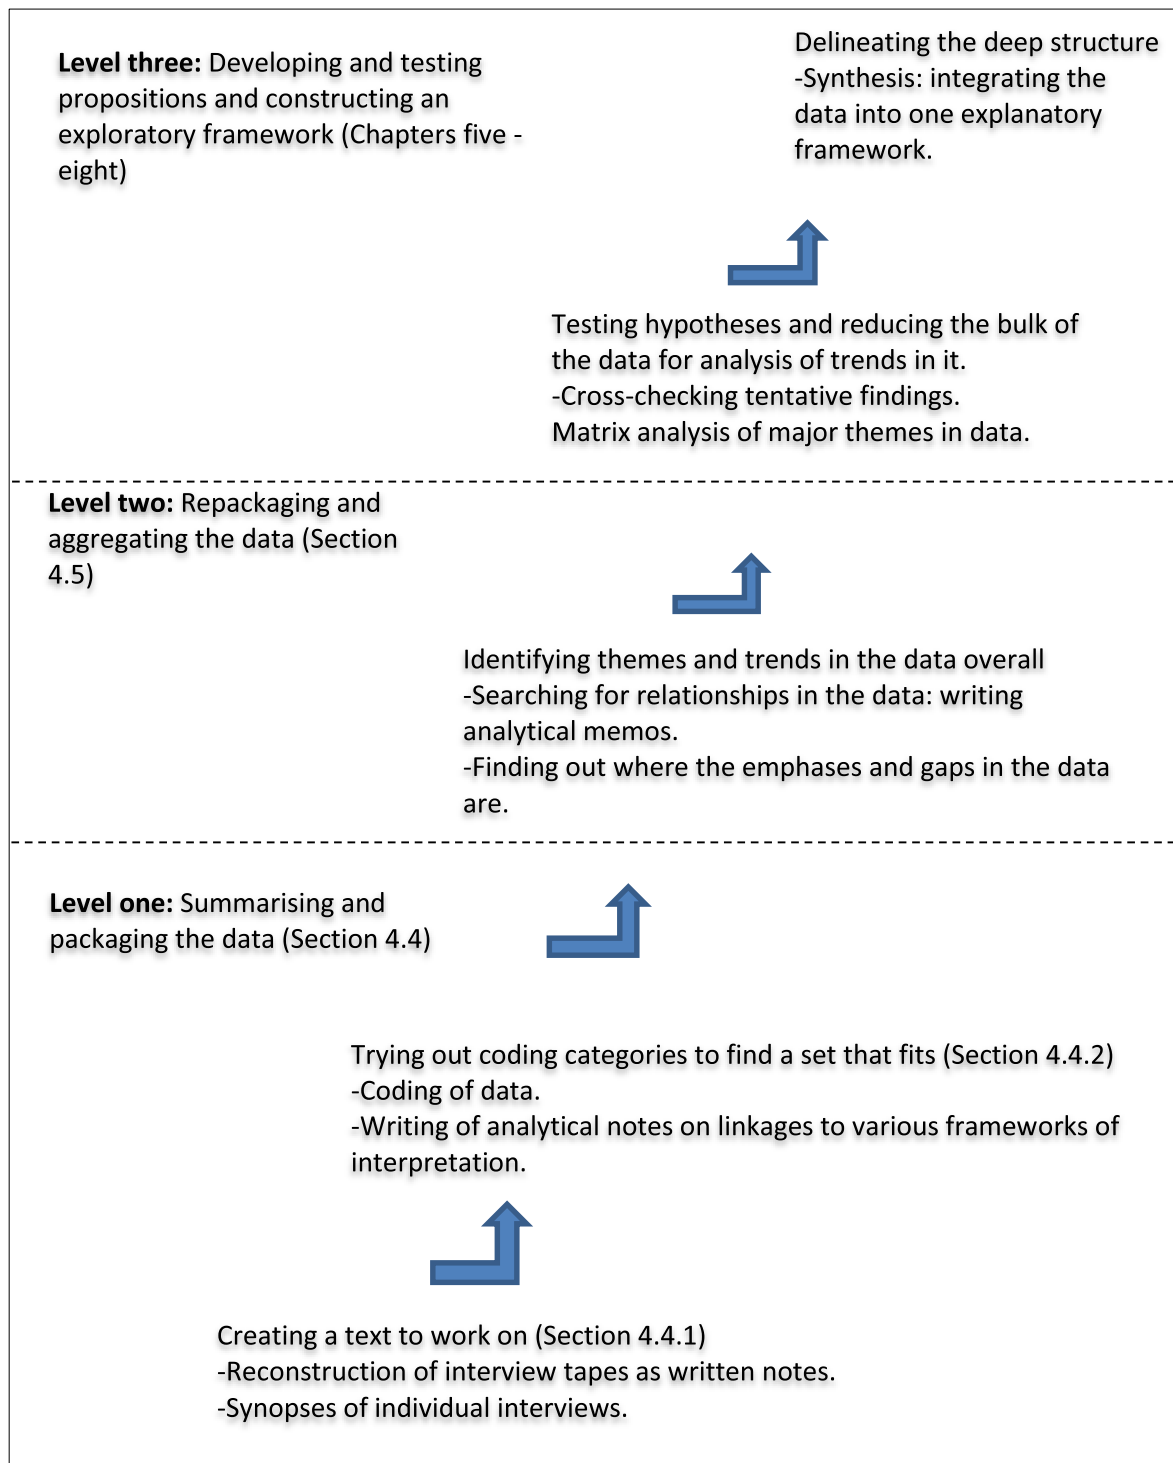 Level three: Developing and testing
propositions and constructing an
exploratory framework (Chapters five -
eight)
Delineating the deep structure
-Synthesis: integrating the
data into one explanatory
framework.
Testing hypotheses and reducing the bulk of
the data for analysis of trends in it.
-Cross-checking tentative findings.
Matrix analysis of major themes in data.
Level two: Repackaging and
aggregating the data (Section
4.5)
Identifying themes and trends in the data overall
-Searching for relationships in the data: writing
analytical memos.
-Finding out where the emphases and gaps in the data
are.
Level one: Summarising and
packaging the data (Section 4.4)
Trying out coding categories to find a set that fits (Section 4.4.2)
-Coding of data.
-Writing of analytical notes on linkages to various frameworks of
interpretation.
Creating a text to work on (Section 4.4.1)
-Reconstruction of interview tapes as written notes.
-Synopses of individual interviews.